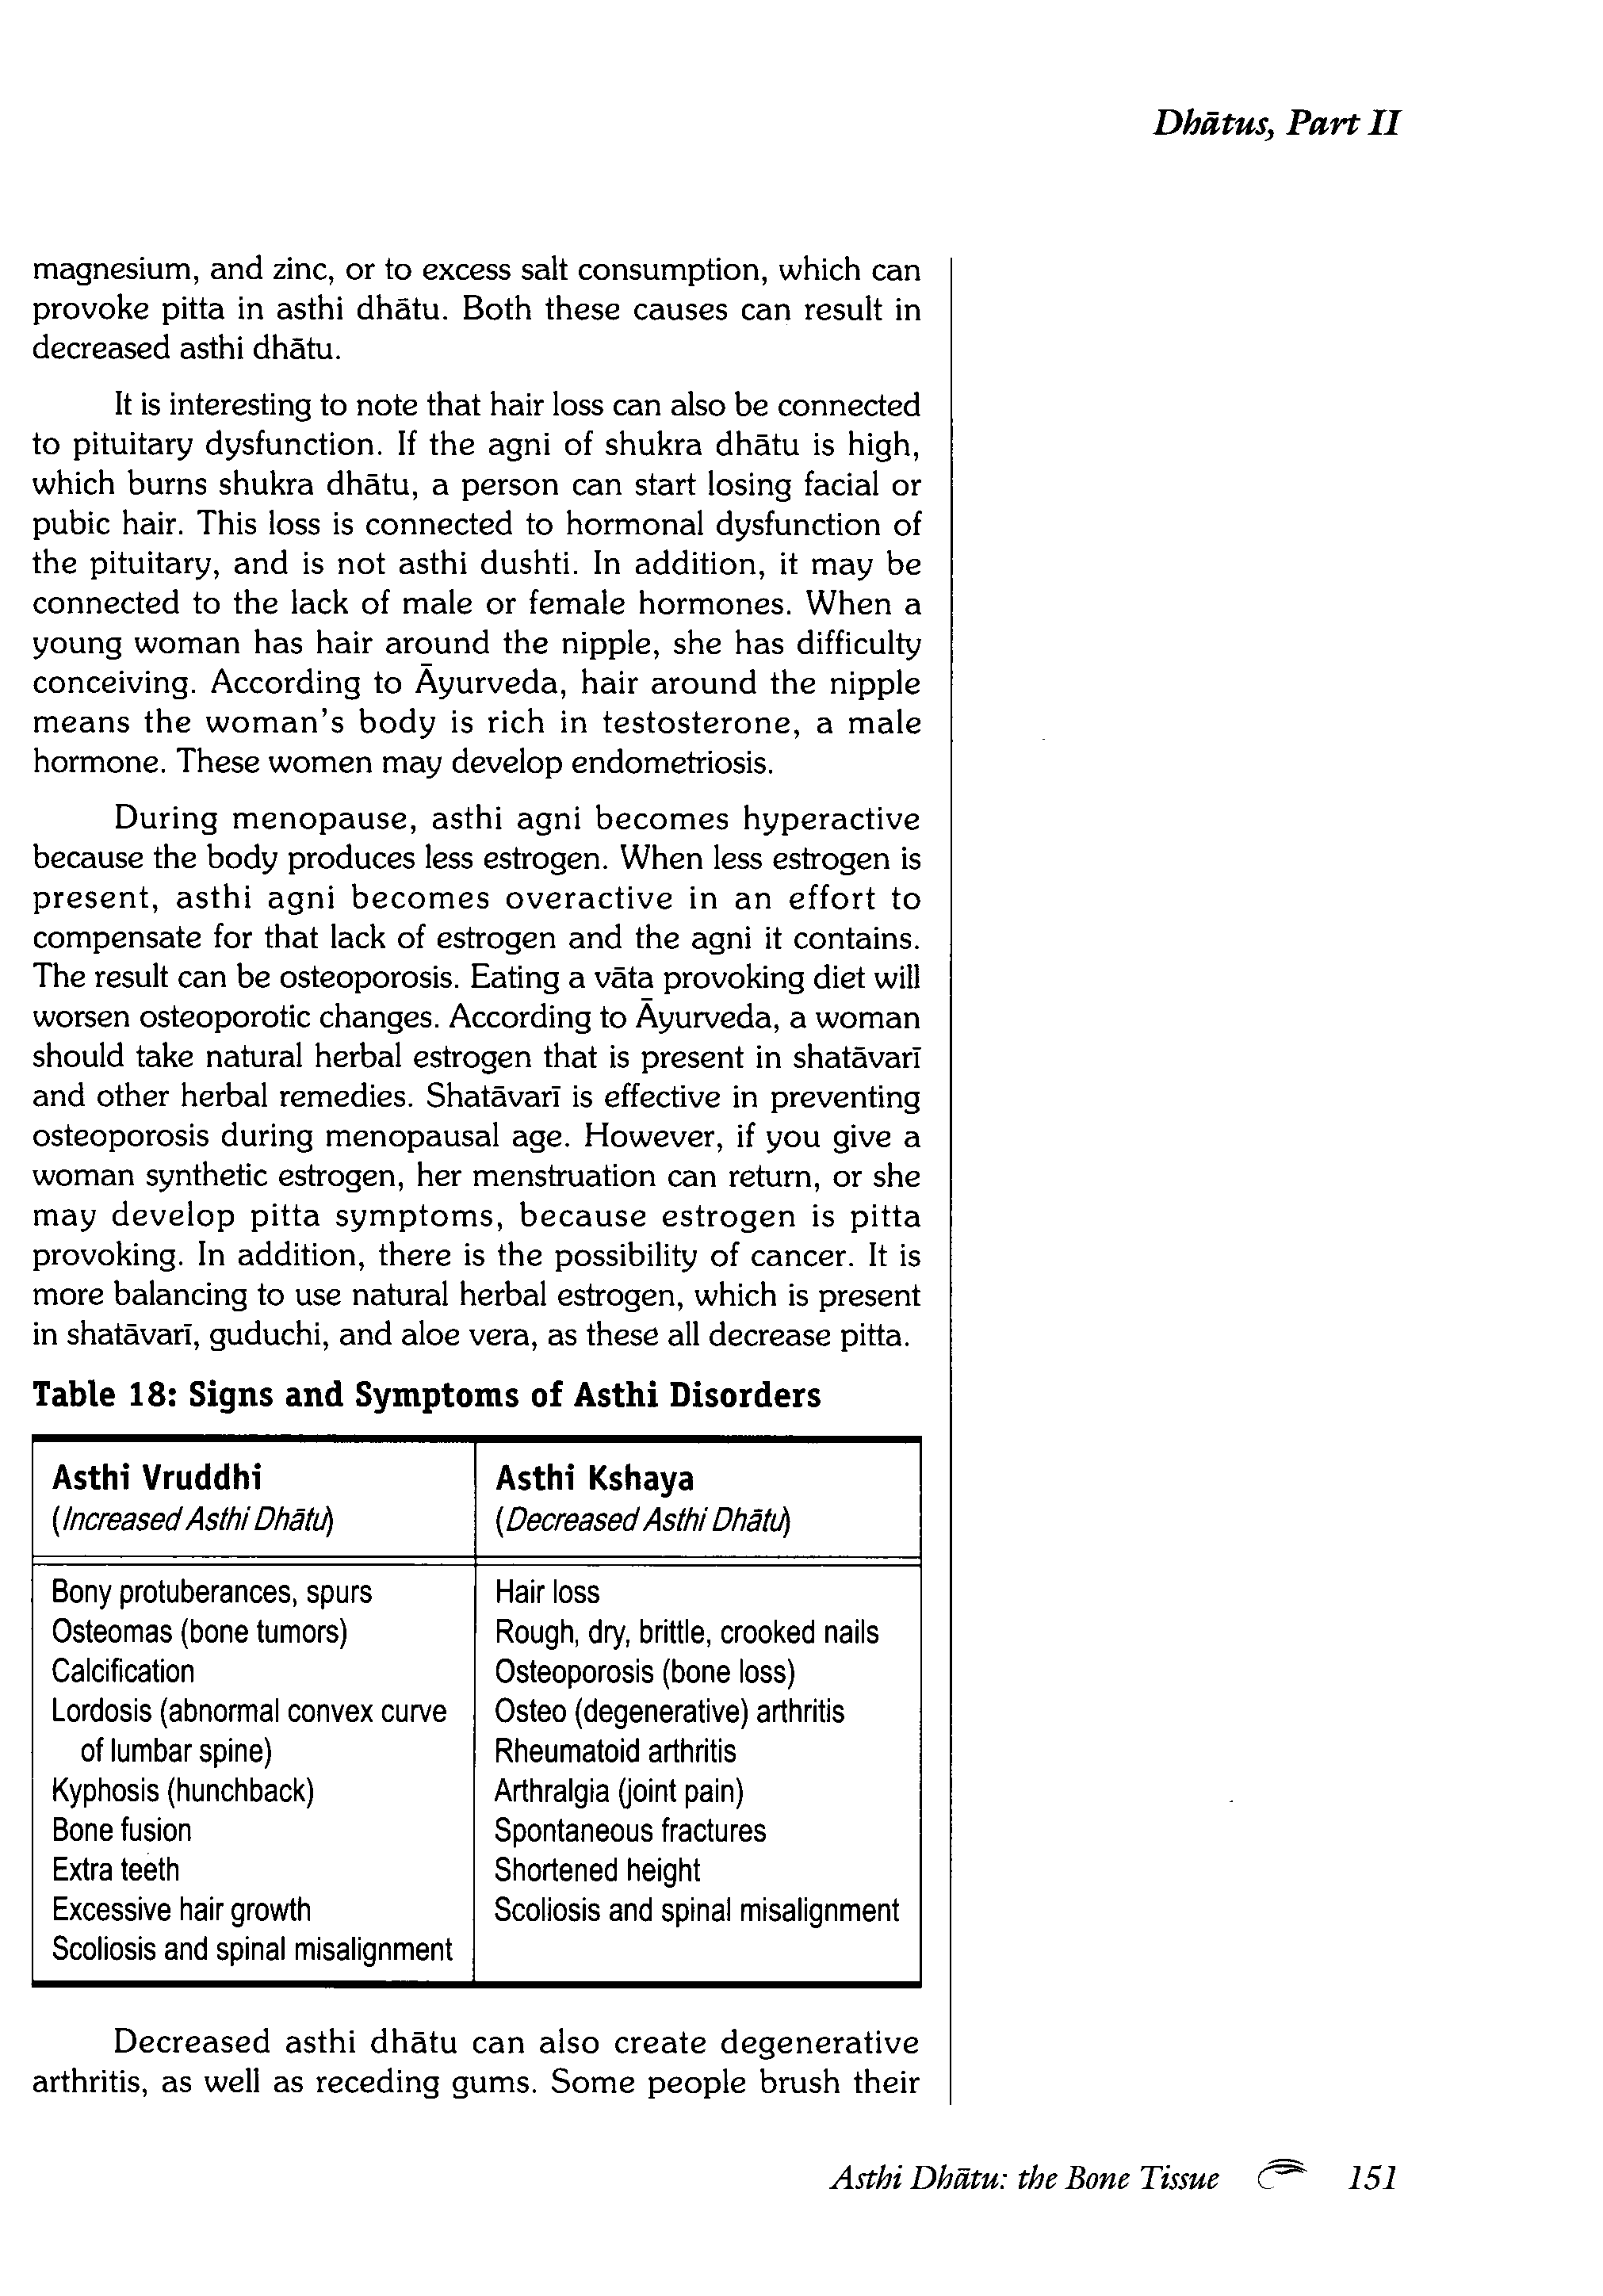 Dhātus, Part II
magnesium, and zinc, or to excess salt consumption, which can
provoke pitta in asthi dhātu. Both these causes can result in
decreased asthi dhātu.
It is interesting to note that hair loss can also be connected
to pituitary dysfunction. If the agni of shukra dhātu is high,
which burns shukra dhātu, a person can start losing facial or
pubic hair. This loss is connected to hormonal dysfunction of
the pituitary, and is not asthi dushti. In addition, it may be
connected to the lack of male or female hormones. When a
young woman has hair around the nipple, she has difficulty
conceiving. According to Āyurveda, hair around the nipple
means the woman's body is rich in testosterone, a male
hormone. These women may develop endometriosis.
During menopause, asthi agni becomes hyperactive
because the body produces less estrogen. When less estrogen is
present, asthi agni becomes overactive in an effort to
compensate for that lack of estrogen and the agni it contains.
The result can be osteoporosis. Eating a vāta provoking diet will
worsen osteoporotic changes. According to Āyurveda, a woman
should take natural herbal estrogen that is present in shatāvarī
and other herbal remedies. Shatāvarī is effective in preventing
osteoporosis during menopausal age. However, if you give a
woman synthetic estrogen, her menstruation can return, or she
may develop pitta symptoms, because estrogen is pitta
provoking. In addition, there is the possibility of cancer. It is
more balancing to use natural herbal estrogen, which is present
in shatāvarī, guduchi, and aloe vera, as these all decrease pitta.
Table 18: Signs and Symptoms of Asthi Disorders
Asthi Vruddhi
(Increased Asthi Dhātu)
Bony protuberances, spurs
Osteomas (bone tumors)
Calcification
Lordosis (abnormal convex curve
of lumbar spine)
Kyphosis (hunchback)
Bone fusion
Extra teeth
Excessive hair growth
Scoliosis and spinal misalignment
Asthi Kshaya
(Decreased Asthi Dhātu)
Hair loss
Rough, dry, brittle, crooked nails
Osteoporosis (bone loss)
Osteo (degenerative) arthritis
Rheumatoid arthritis
Arthralgia (joint pain)
Spontaneous fractures
Shortened height
Scoliosis and spinal misalignment
Decreased asthi dhātu can also create degenerative
arthritis, as well as receding gums. Some people brush their
Asthi Dhātu: the Bone Tissue 151